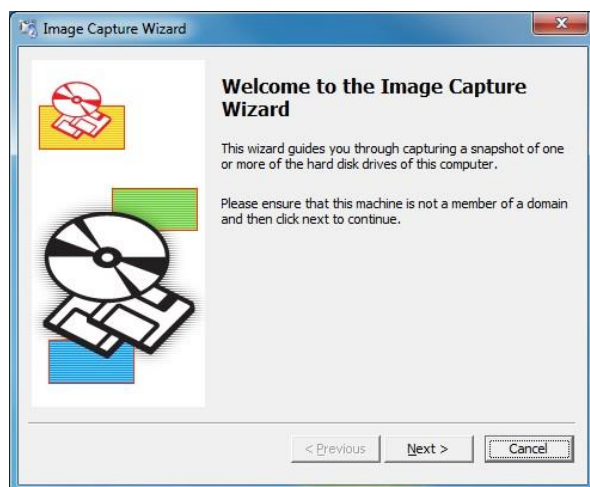 Image Capture Wizard
Welcome to the Image Capture
Wizard
This wizard guides you through capturing a snapshot of one
or more of the hard disk drives of this computer.
Please ensure that this machine is not a member of a domain
and then click next to continue.
< Previous
Next >
Cancel